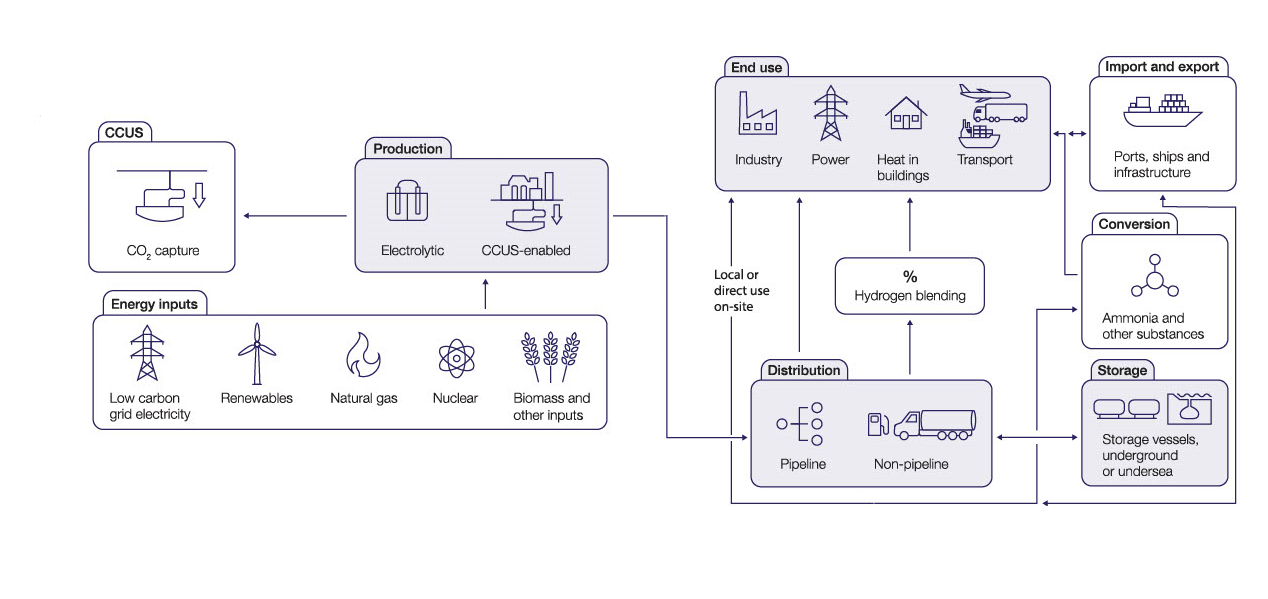 CCUS
CO2 capture
Production
Electrolytic
CCUS-enabled
Energy inputs
Low carbon
grid electricity
Renewables
Natural gas
Nuclear
Biomass and
other inputs
End use
Industry
Power
Heat in
buildings
Transport
Import and export
Ports, ships and
infrastructure
Conversion
Ammonia and
other substances
Local or
direct use
on-site
%
Hydrogen blending
Distribution
Pipeline
Non-pipeline
Storage
Storage vessels,
underground
or undersea